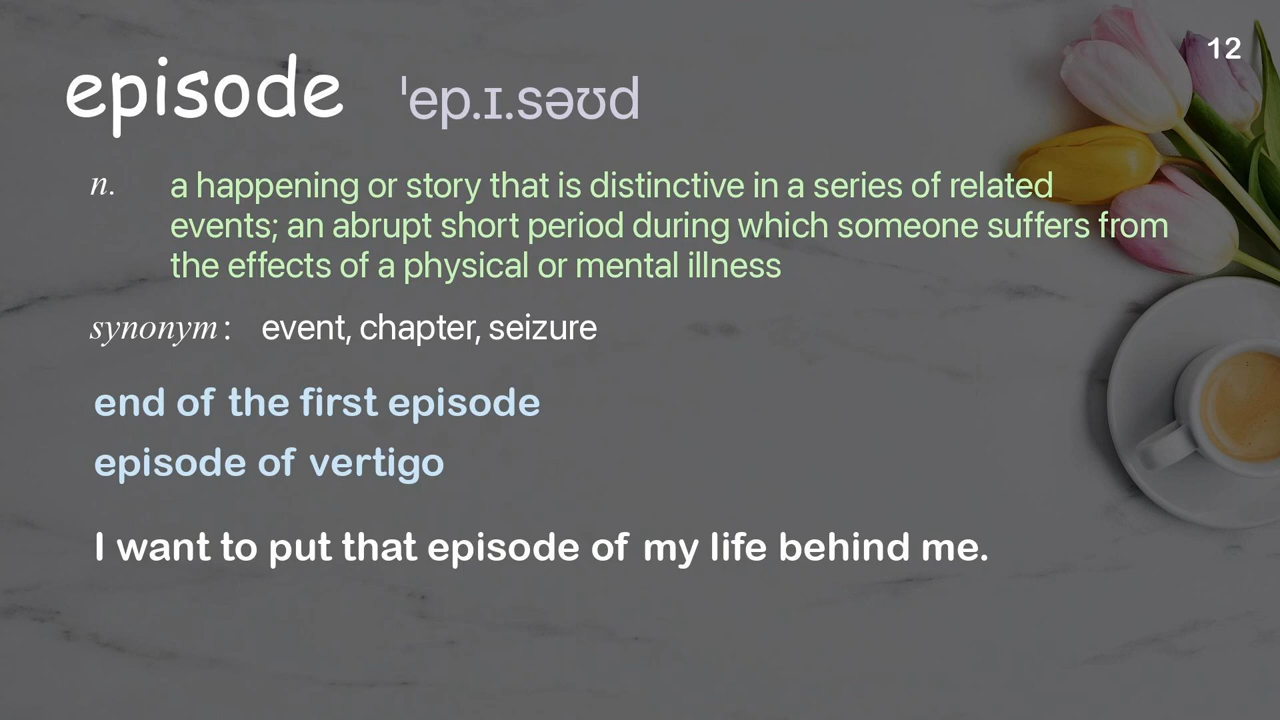 12
episode ˈep.ɪ.səʊd
n. a happening or story that is distinctive in a series of related
events; an abrupt short period during which someone suffers from
the effects of a physical or mental illness
synonym: event, chapter, seizure
end of the first episode
episode of vertigo
I want to put that episode of my life behind me.